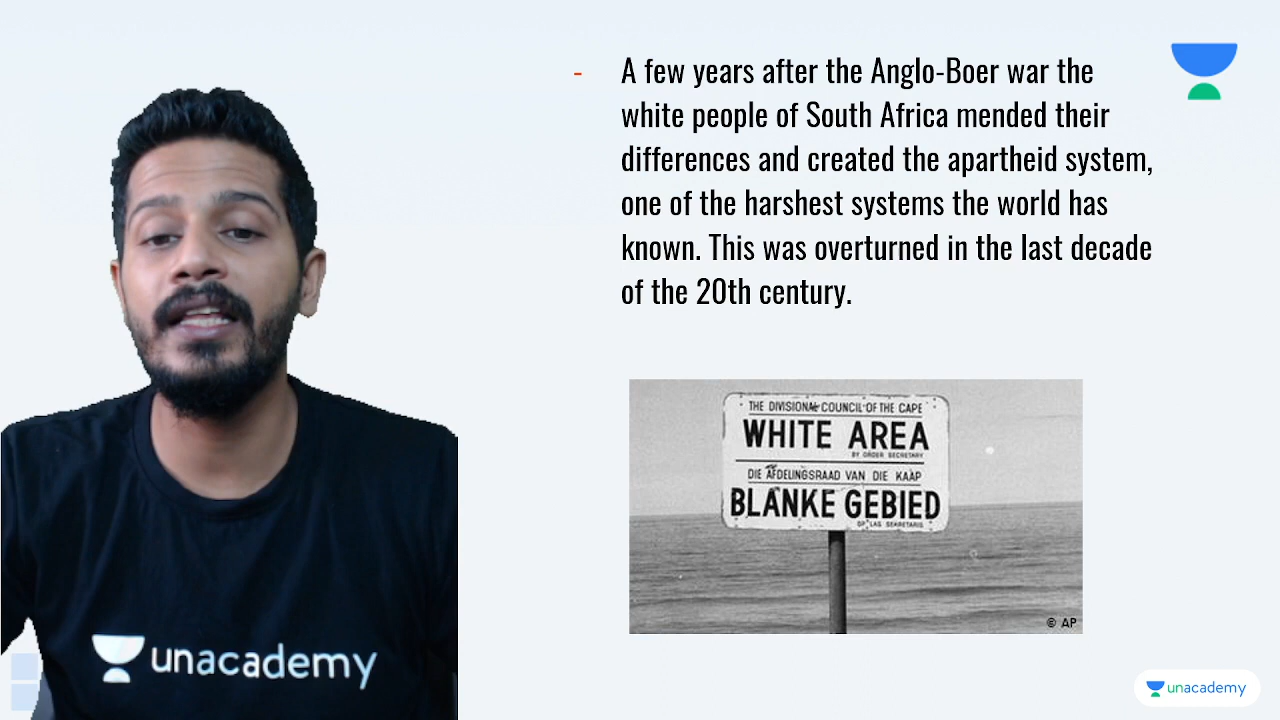 - A few years after the Anglo-Boer war the
white people of South Africa mended their
differences and created the apartheid system,
one of the harshest systems the world has
known. This was overturned in the last decade
of the 20th century.
THE DIVISIONAL COUNCIL OF THE CAPE
WHITE AREA
BY ORDER SECRETARY
DIE AFDELINGSRAAD VAN DIE KAAP
BLANKE GEBIED
OP LAS SEKRETARIS
© AP
unacademy
unacademy